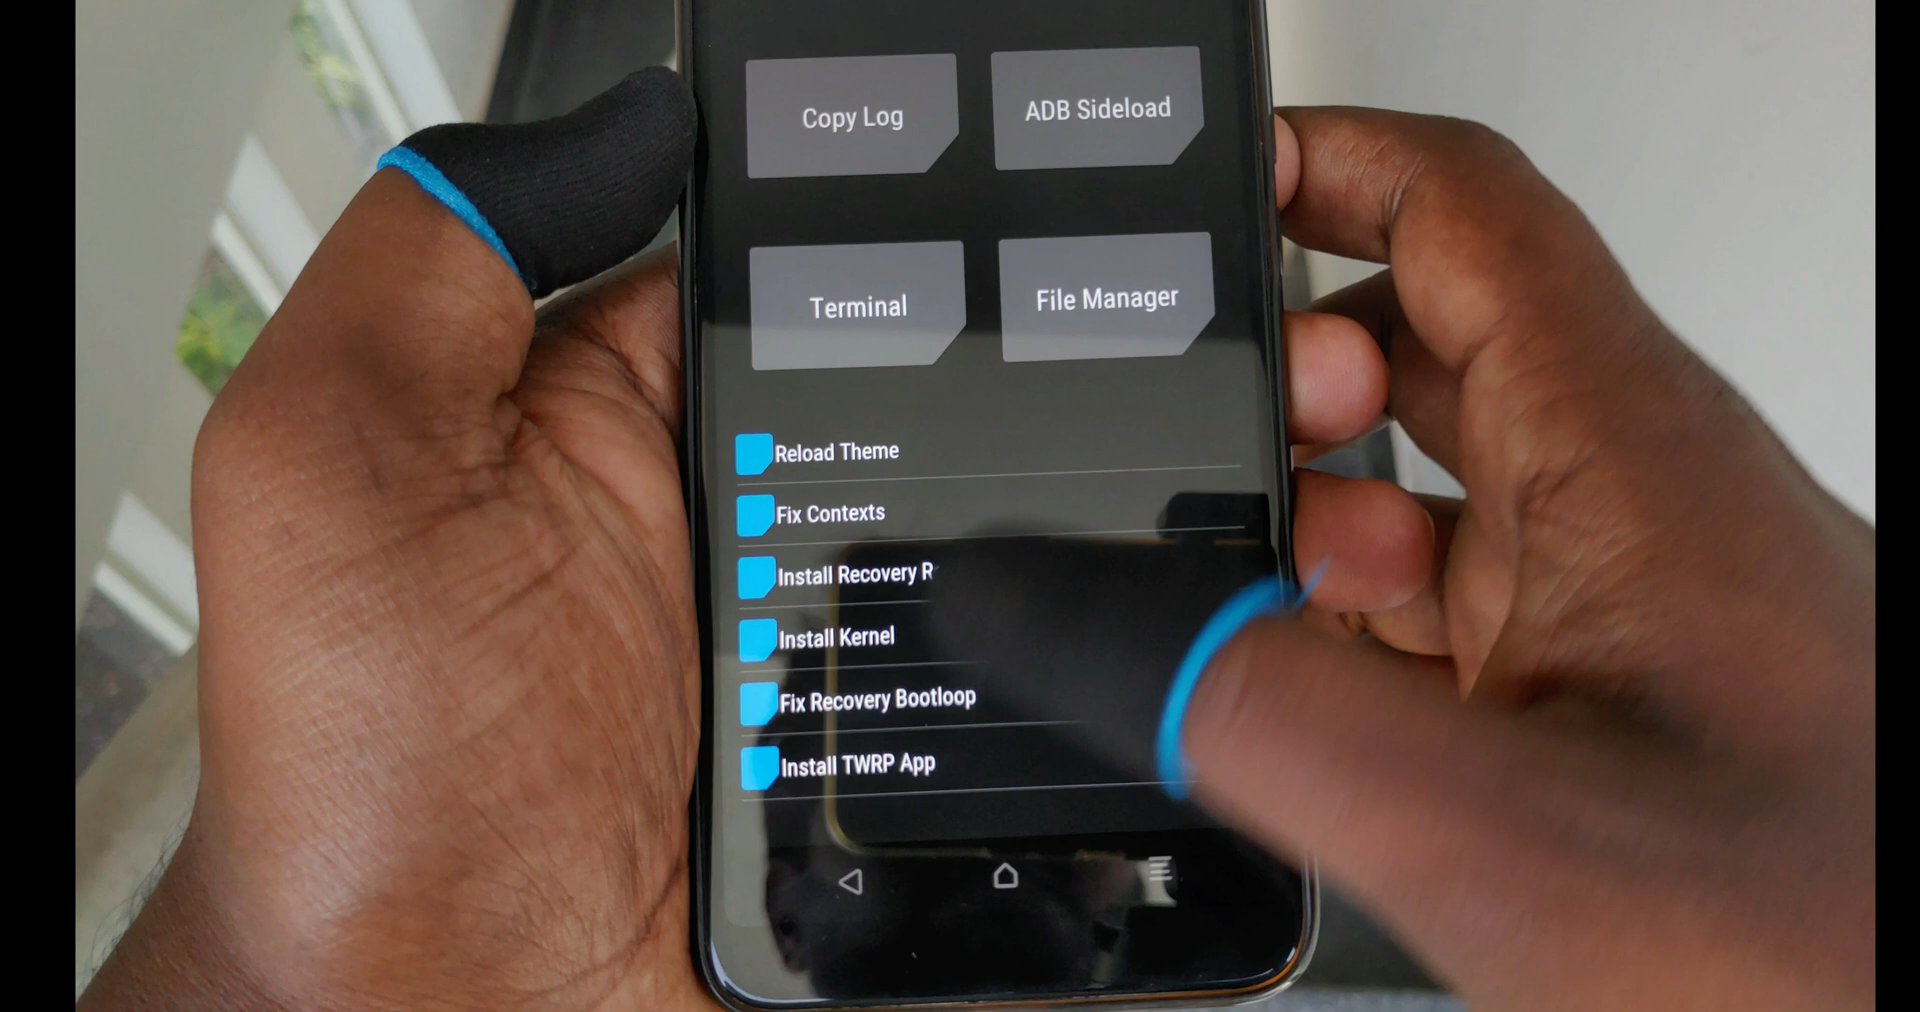 Copy Log
ADB Sideload
Terminal
File Manager
Reload Theme
Fix Contexts
Install Recovery R
Install Kernel
Fix Recovery Bootloop
Install TWRP App